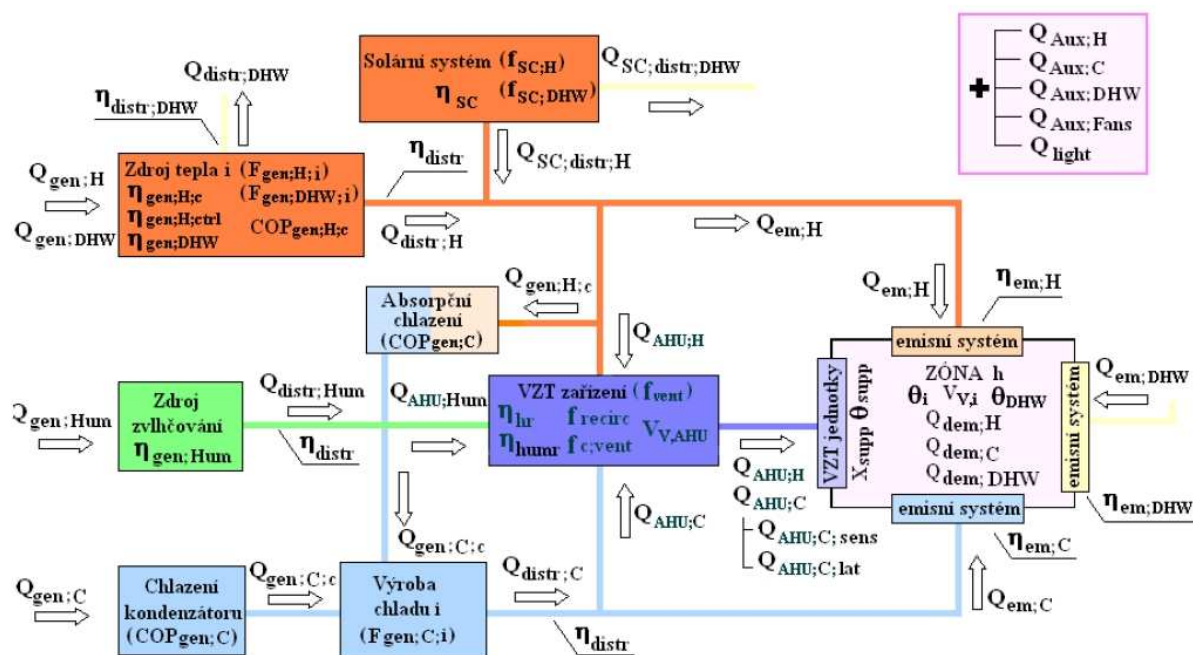 Q distr;DHW
η distr;DHW
Solární systém (f SC;H)
η SC (f SC; DHW)
Q SC; distr; DHW
Q SC; distr; H
✚
Q Aux; H
Q Aux; C
Q Aux; DHW
Q Aux; Fans
Q light
Q gen; H
Q gen; DHW
Zdroj tepla i (F gen; H; i)
η gen;H;c (F gen;DHW; i)
η gen;H;ctrl COP gen;H;c
η gen;DHW
η distr
Q distr; H
Q em; H
Q gen; H; c
Absorpční
chlazení
(COP gen; C)
Q AHU; H
Q em; H
η em; H
Q gen; Hum
Zdroj
zvlhčování
η gen; Hum
Q distr; Hum
η distr
Q AHU; Hum
VZT zařízení (f vent)
η hr f recirc
η humr f c;vent V V,AHU
Q AHU; H
Q AHU; C
Q AHU; C; sens
Q AHU; C; lat
VZT jednotky
X supp θ supp
emisní systém
ZÓNA h
θ i V V,i θ DHW
Q dem; H
Q dem; C
Q dem; DHW
emisní systém
emisní systém
Q em; DHW
η em; DHW
η em; C
Q em; C
Q AHU; C
Q gen; C; c
Q gen; C
Chlazení
kondenzátoru
(COP gen; C)
Q gen; C; c
Výroba
chladu i
(F gen; C; i)
Q distr; C
η distr